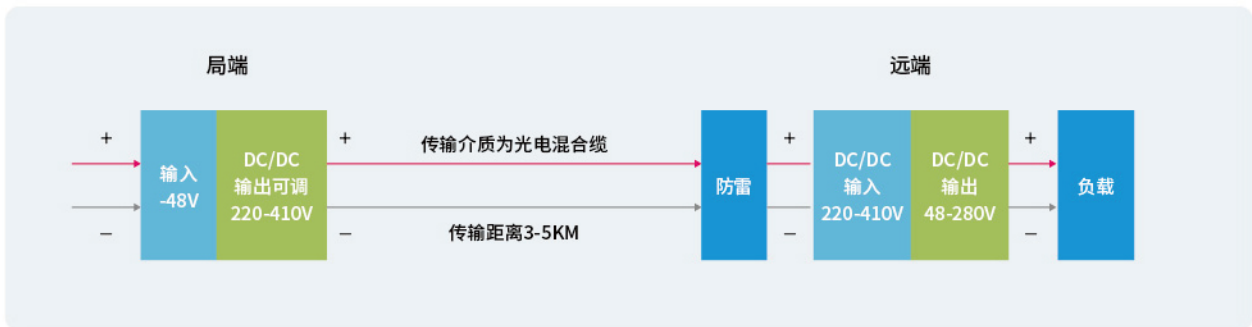 局端
远端
+
+
传输介质为光电混合缆
+
+
输入
-48V
DC/DC
输出可调
220-410V
防雷
DC/DC
输入
220-410V
DC/DC
输出
48-280V
负载
−
−
传输距离3-5KM
−
−